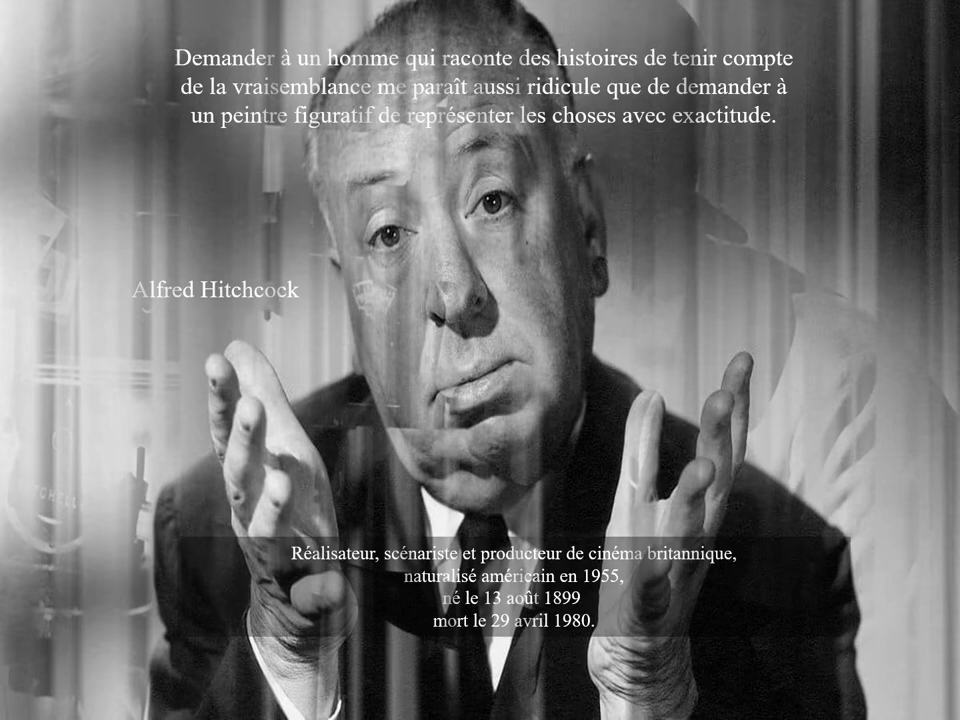 Demander à un homme qui raconte des histoires de tenir compte
de la vraisemblance me paraît aussi ridicule que de demander à
un peintre figuratif de représenter les choses avec exactitude.
Alfred Hitchcock
Réalisateur, scénariste et producteur de cinéma britannique,
naturalisé américain en 1955,
né le 13 août 1899
mort le 29 avril 1980.